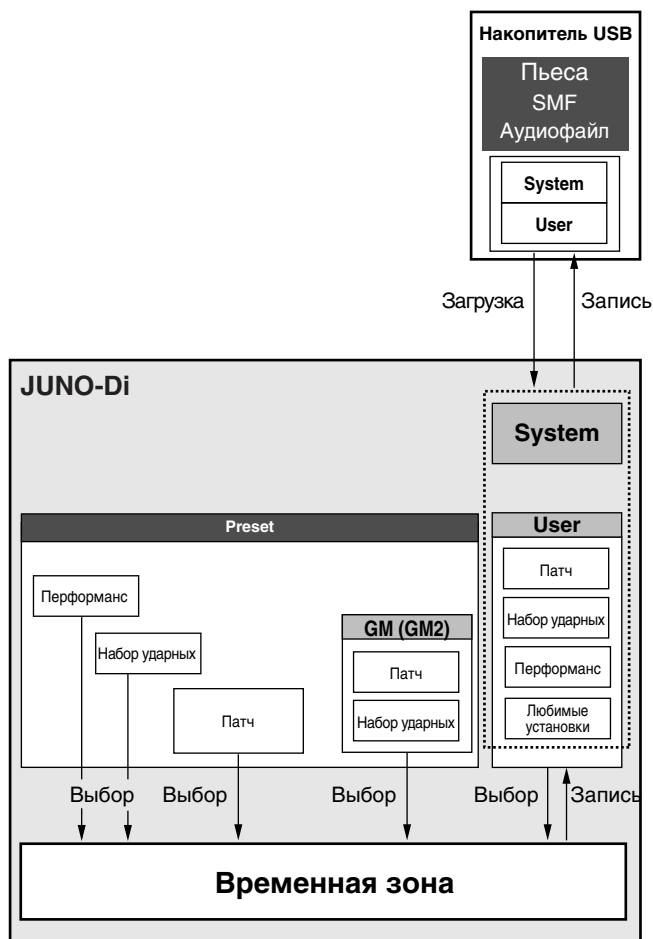 Накопитель USB
Пьеса
SMF
Аудиофайл
System
User
Загрузка
Запись
JUNO-Di
System
Preset
User
Перформанс
Набор ударных
Патч
GM (GM2)
Патч
Набор ударных
Патч
Набор ударных
Перформанс
Любимые
установки
Выбор
Выбор
Выбор
Выбор
Запись
Временная зона